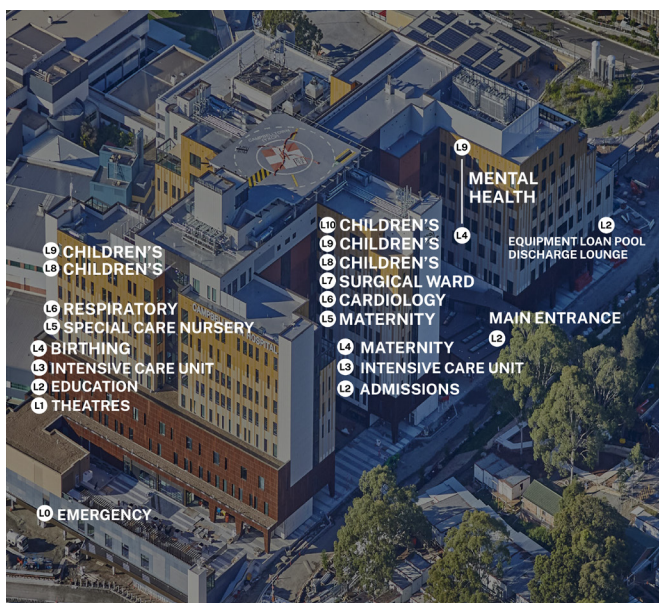 L9 MENTAL
HEALTH
L4
L2
EQUIPMENT LOAN POOL
DISCHARGE LOUNGE
L10 CHILDREN'S
L9 CHILDREN'S
L8 CHILDREN'S
L7 SURGICAL WARD
L6 CARDIOLOGY
L5 MATERNITY
L4 MATERNITY
L3 INTENSIVE CARE UNIT
L2 ADMISSIONS
MAIN ENTRANCE
L2
L9 CHILDREN'S
L8 CHILDREN'S
L6 RESPIRATORY
L5 SPECIAL CARE NURSERY
L4 BIRTHING
L3 INTENSIVE CARE UNIT
L2 EDUCATION
L1 THEATRES
L0 EMERGENCY
HOSPITAL